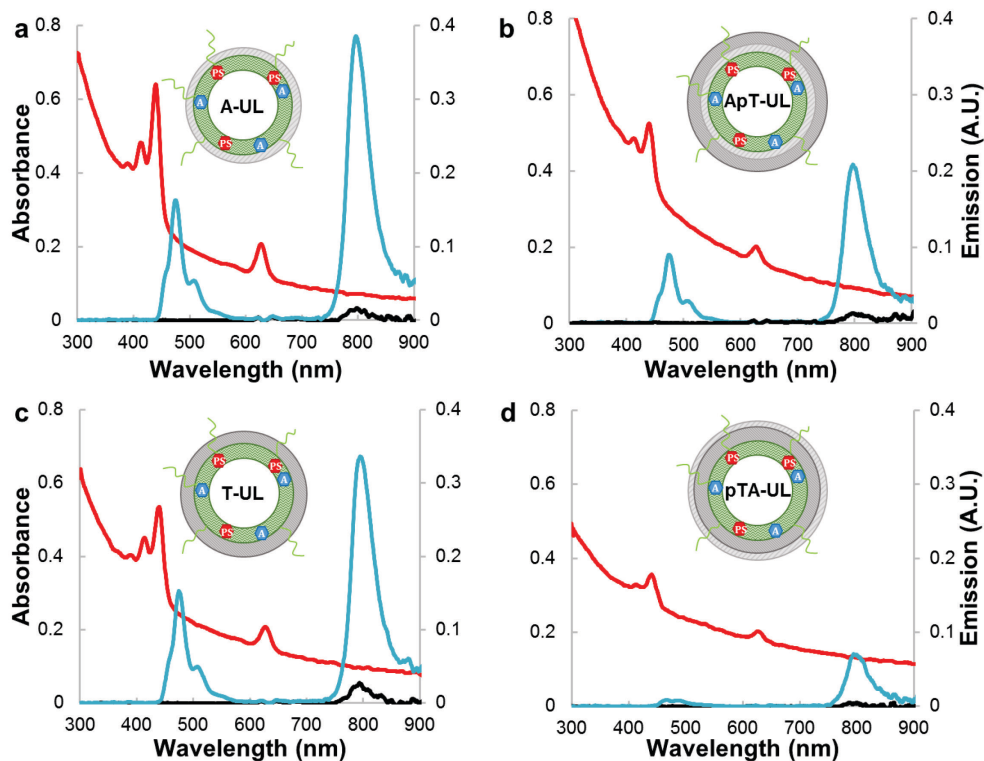 a
0.8
0.6
0.4
0.2
0
Absorbance
300 400 500 600 700 800 900
Wavelength (nm)
0.4
0.3
0.2
0.1
0
PS
PS
A
A-UL
PS
A
b
0.8
0.6
0.4
0.2
0
300 400 500 600 700 800 900
Wavelength (nm)
0.4
0.3
0.2
0.1
0
Emission (A.U.)
PS
PS
A
A
ApT-UL
PS
A
c
0.8
0.6
0.4
0.2
0
Absorbance
300 400 500 600 700 800 900
Wavelength (nm)
0.4
0.3
0.2
0.1
0
PS
PS
A
A
T-UL
PS
A
d
0.8
0.6
0.4
0.2
0
300 400 500 600 700 800 900
Wavelength (nm)
0.4
0.3
0.2
0.1
0
Emission (A.U.)
PS
PS
A
A
pTA-UL
PS
A